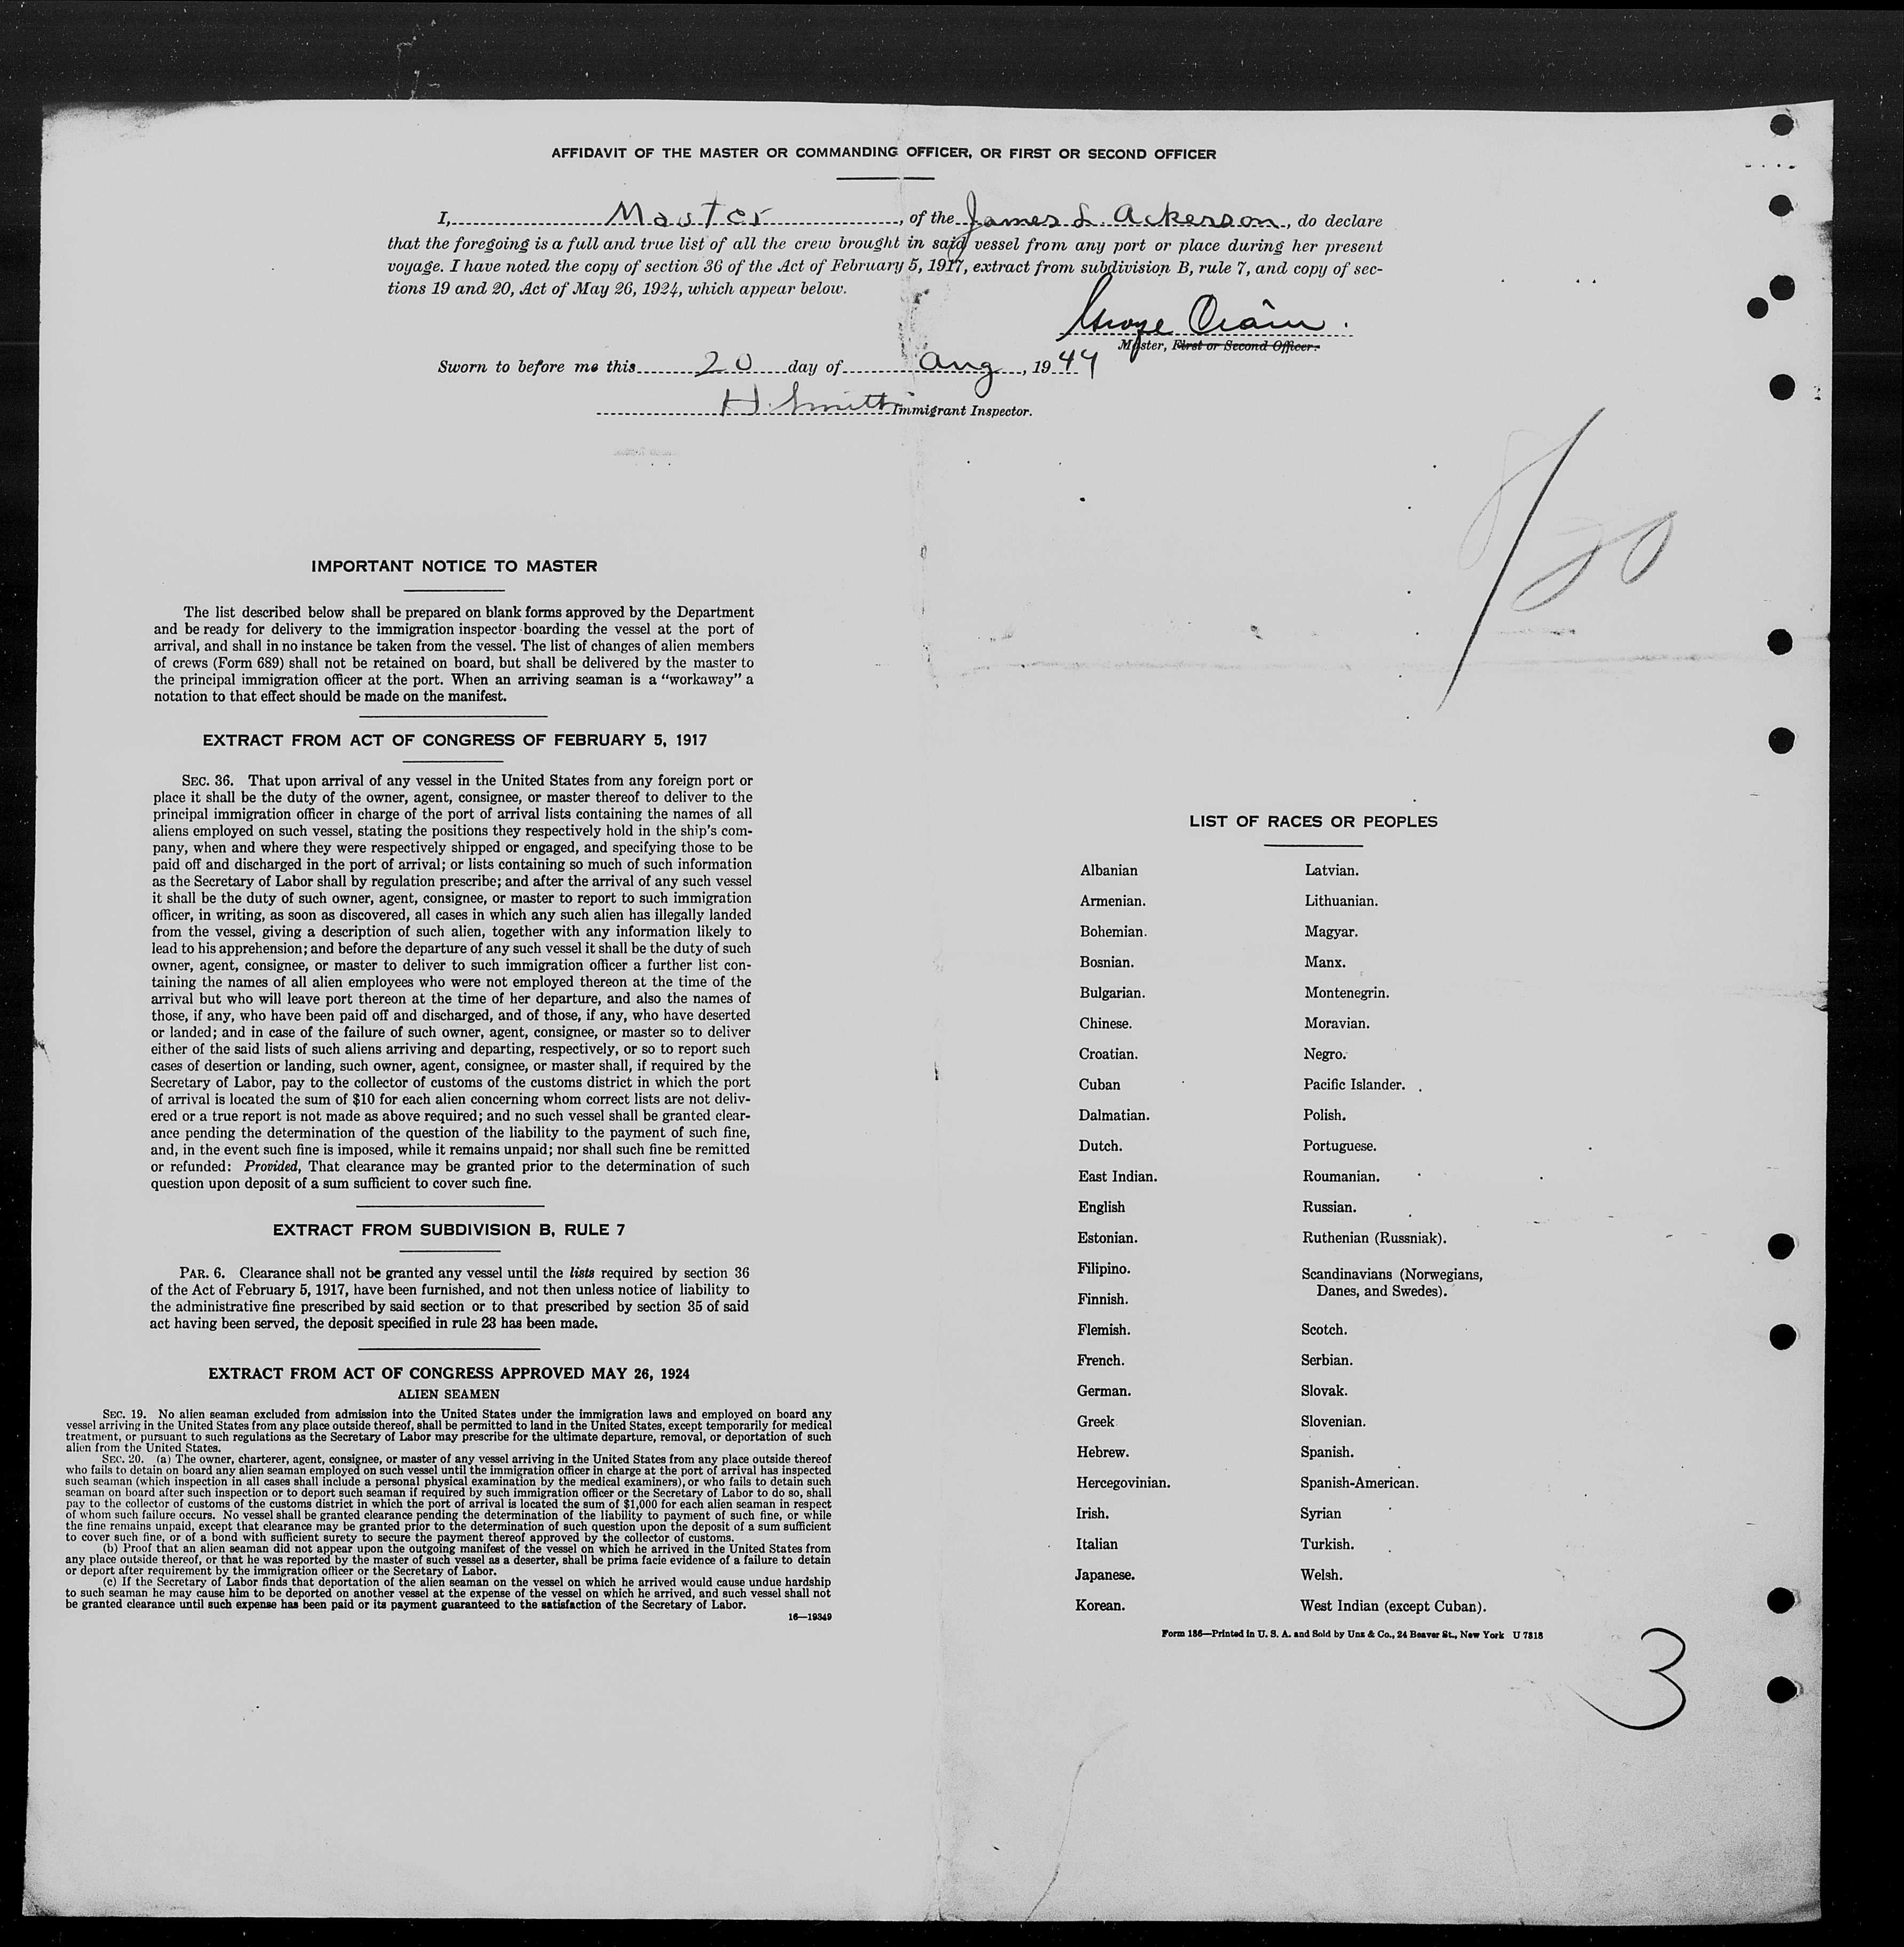 AFFIDAVIT OF THE MASTER OR COMMANDING OFFICER, OR FIRST OR SECOND OFFICER
I, Master, of the James L. Ackerson, do declare
that the foregoing is a full and true list of all the crew brought in said vessel from any port or place during her present
voyage. I have noted the copy of section 36 of the Act of February 5, 1917, extract from subdivision B, rule 7, and copy of sec-
tions 19 and 20, Act of May 26, 1924, which appear below.
George
Master, First or Second Officer.
Sworn to before me this 20 day of Aug, 1944
H. Smith Immigrant Inspector.
8/20
IMPORTANT NOTICE TO MASTER
The list described below shall be prepared on blank forms approved by the Department
and be ready for delivery to the immigration inspector boarding the vessel at the port of
arrival, and shall in no instance be taken from the vessel. The list of changes of alien members
of crews (Form 689) shall not be retained on board, but shall be delivered by the master to
the principal immigration officer at the port. When an arriving seaman is a "workaway" a
notation to that effect should be made on the manifest.
EXTRACT FROM ACT OF CONGRESS OF FEBRUARY 5, 1917
SEC. 36. That upon arrival of any vessel in the United States from any foreign port or
place it shall be the duty of the owner, agent, consignee, or master thereof to deliver to the
principal immigration officer in charge of the port of arrival lists containing the names of all
aliens employed on such vessel, stating the positions they respectively hold in the ship's com-
pany, when and where they were respectively shipped or engaged, and specifying those to be
paid off and discharged in the port of arrival; or lists containing so much of such information
as the Secretary of Labor shall by regulation prescribe; and after the arrival of any such vessel
it shall be the duty of such owner, agent, consignee, or master to report to such immigration
officer, in writing, as soon as discovered, all cases in which any such alien has illegally landed
from the vessel, giving a description of such alien, together with any information likely to
lead to his apprehension; and before the departure of any such vessel it shall be the duty of such
owner, agent, consignee, or master to deliver to such immigration officer a further list con-
taining the names of all alien employees who were not employed thereon at the time of the
arrival but who will leave port thereon at the time of her departure, and also the names of
those, if any, who have been paid off and discharged, and of those, if any, who have deserted
or landed; and in case of the failure of such owner, agent, consignee, or master so to deliver
either of the said lists of such aliens arriving and departing, respectively, or so to report such
cases of desertion or landing, such owner, agent, consignee, or master shall, if required by the
Secretary of Labor, pay to the collector of customs of the customs district in which the port
of arrival is located the sum of $10 for each alien concerning whom correct lists are not deliv-
ered or a true report is not made as above required; and no such vessel shall be granted clear-
ance pending the determination of the question of the liability to the payment of such fine,
and, in the event such fine is imposed, while it remains unpaid; nor shall such fine be remitted
or refunded: Provided, That clearance may be granted prior to the determination of such
question upon deposit of a sum sufficient to cover such fine.
EXTRACT FROM SUBDIVISION B, RULE 7
PAR. 6. Clearance shall not be granted any vessel until the lists required by section 36
of the Act of February 5, 1917, have been furnished, and not then unless notice of liability to
the administrative fine prescribed by said section or to that prescribed by section 35 of said
act having been served, the deposit specified in rule 23 has been made.
EXTRACT FROM ACT OF CONGRESS APPROVED MAY 26, 1924
ALIEN SEAMEN
SEC. 19. No alien seaman excluded from admission into the United States under the immigration laws and employed on board any
vessel arriving in the United States from any place outside thereof, shall be permitted to land in the United States, except temporarily for medical
treatment, or pursuant to such regulations as the Secretary of Labor may prescribe for the ultimate departure, removal, or deportation of such
alien from the United States.
SEC. 20. (a) The owner, charterer, agent, consignee, or master of any vessel arriving in the United States from any place outside thereof
who fails to detain on board any alien seaman employed on such vessel until the immigration officer in charge at the port of arrival has inspected
such seaman (which inspection in all cases shall include a personal physical examination by the medical examiners), or who fails to detain such
seaman on board after such inspection or to deport such seaman if required by such immigration officer or the Secretary of Labor to do so, shall
pay to the collector of customs of the customs district in which the port of arrival is located the sum of $1,000 for each alien seaman in respect
of whom such failure occurs. No vessel shall be granted clearance pending the determination of the liability to payment of such fine, or while
the fine remains unpaid, except that clearance may be granted prior to the determination of such question upon the deposit of a sum sufficient
to cover such fine, or of a bond with sufficient surety to secure the payment thereof approved by the collector of customs.
(b) Proof that an alien seaman did not appear upon the outgoing manifest of the vessel on which he arrived in the United States from
any place outside thereof, or that he was reported by the master of such vessel as a deserter, shall be prima facie evidence of a failure to detain
or deport after requirement by the immigration officer or the Secretary of Labor.
(c) If the Secretary of Labor finds that deportation of the alien seaman on the vessel on which he arrived would cause undue hardship
to such seaman he may cause him to be deported on another vessel at the expense of the vessel on which he arrived, and such vessel shall not
be granted clearance until such expense has been paid or its payment guaranteed to the satisfaction of the Secretary of Labor.
16—19349
LIST OF RACES OR PEOPLES
Albanian
Armenian.
Bohemian.
Bosnian.
Bulgarian.
Chinese.
Croatian.
Cuban
Dalmatian.
Dutch.
East Indian.
English
Estonian.
Filipino.
Finnish.
Flemish.
French.
German.
Greek
Hebrew.
Hercegovinian.
Irish.
Italian
Japanese.
Korean.
Latvian.
Lithuanian.
Magyar.
Manx.
Montenegrin.
Moravian.
Negro.
Pacific Islander.
Polish.
Portuguese.
Roumanian.
Russian.
Ruthenian (Russniak).
Scandinavians (Norwegians,
Danes, and Swedes).
Scotch.
Serbian.
Slovak.
Slovenian.
Spanish.
Spanish-American.
Syrian
Turkish.
Welsh.
West Indian (except Cuban).
Form 186—Printed in U. S. A. and Sold by Unz & Co., 24 Beaver St., New York U 7318
3